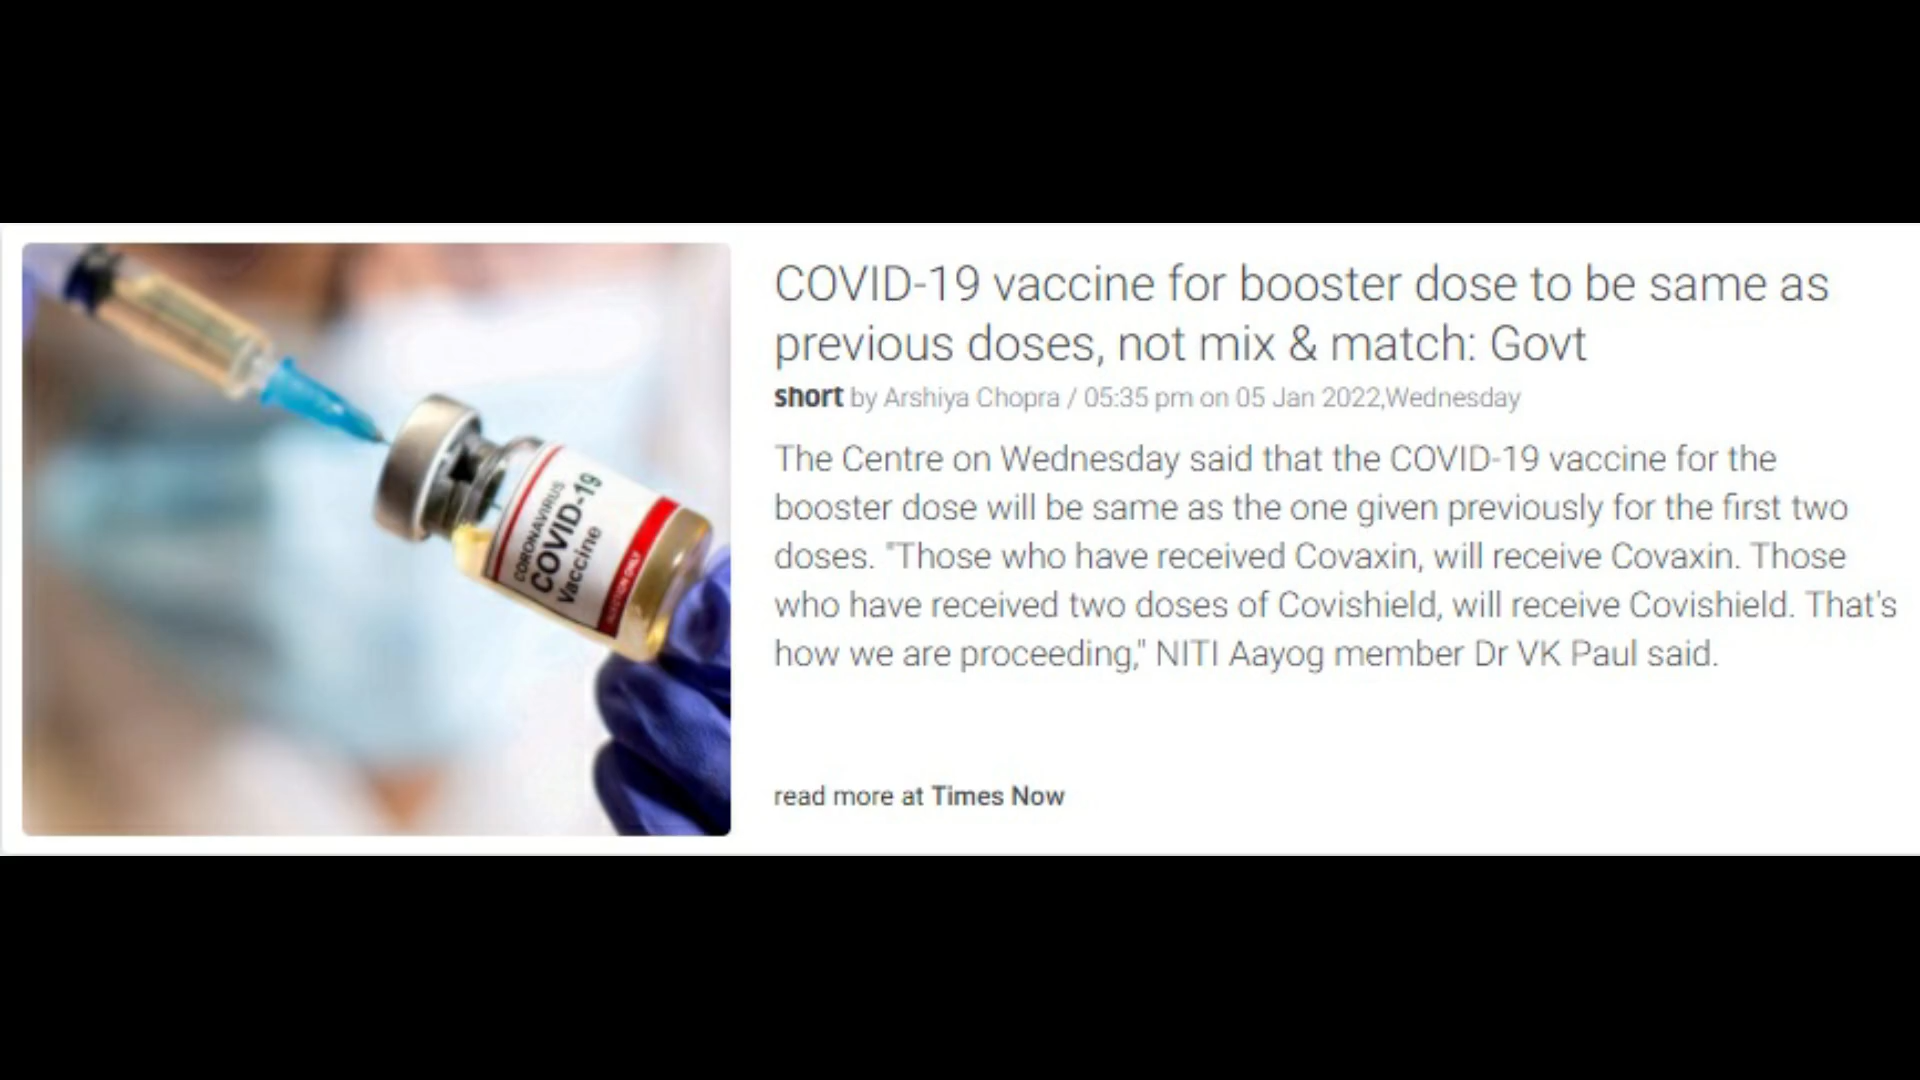 COVID-19 vaccine for booster dose to be same as
previous doses, not mix & match: Govt
short by Arshiya Chopra / 05:35 pm on 05 Jan 2022,Wednesday
The Centre on Wednesday said that the COVID-19 vaccine for the
booster dose will be same as the one given previously for the first two
doses. "Those who have received Covaxin, will receive Covaxin. Those
who have received two doses of Covishield, will receive Covishield. That's
how we are proceeding," NITI Aayog member Dr VK Paul said.
read more at Times Now
CORONAVIRUS
COVID-19
Vaccine
INJECTION ONLY